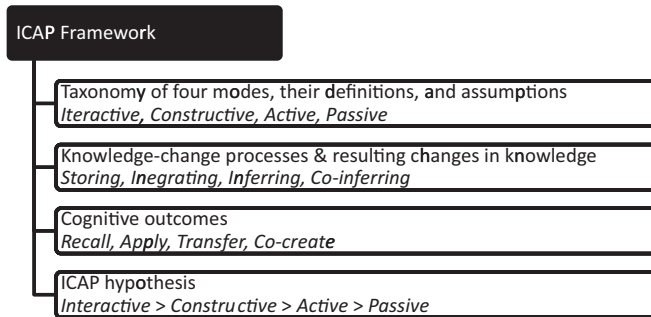 ICAP Framework
Taxonomy of four modes, their definitions, and assumptions
Iteractive, Constructive, Active, Passive
Knowledge-change processes & resulting changes in knowledge
Storing, Inegrating, Inferring, Co-inferring
Cognitive outcomes
Recall, Apply, Transfer, Co-create
ICAP hypothesis
Interactive > Constructive > Active > Passive